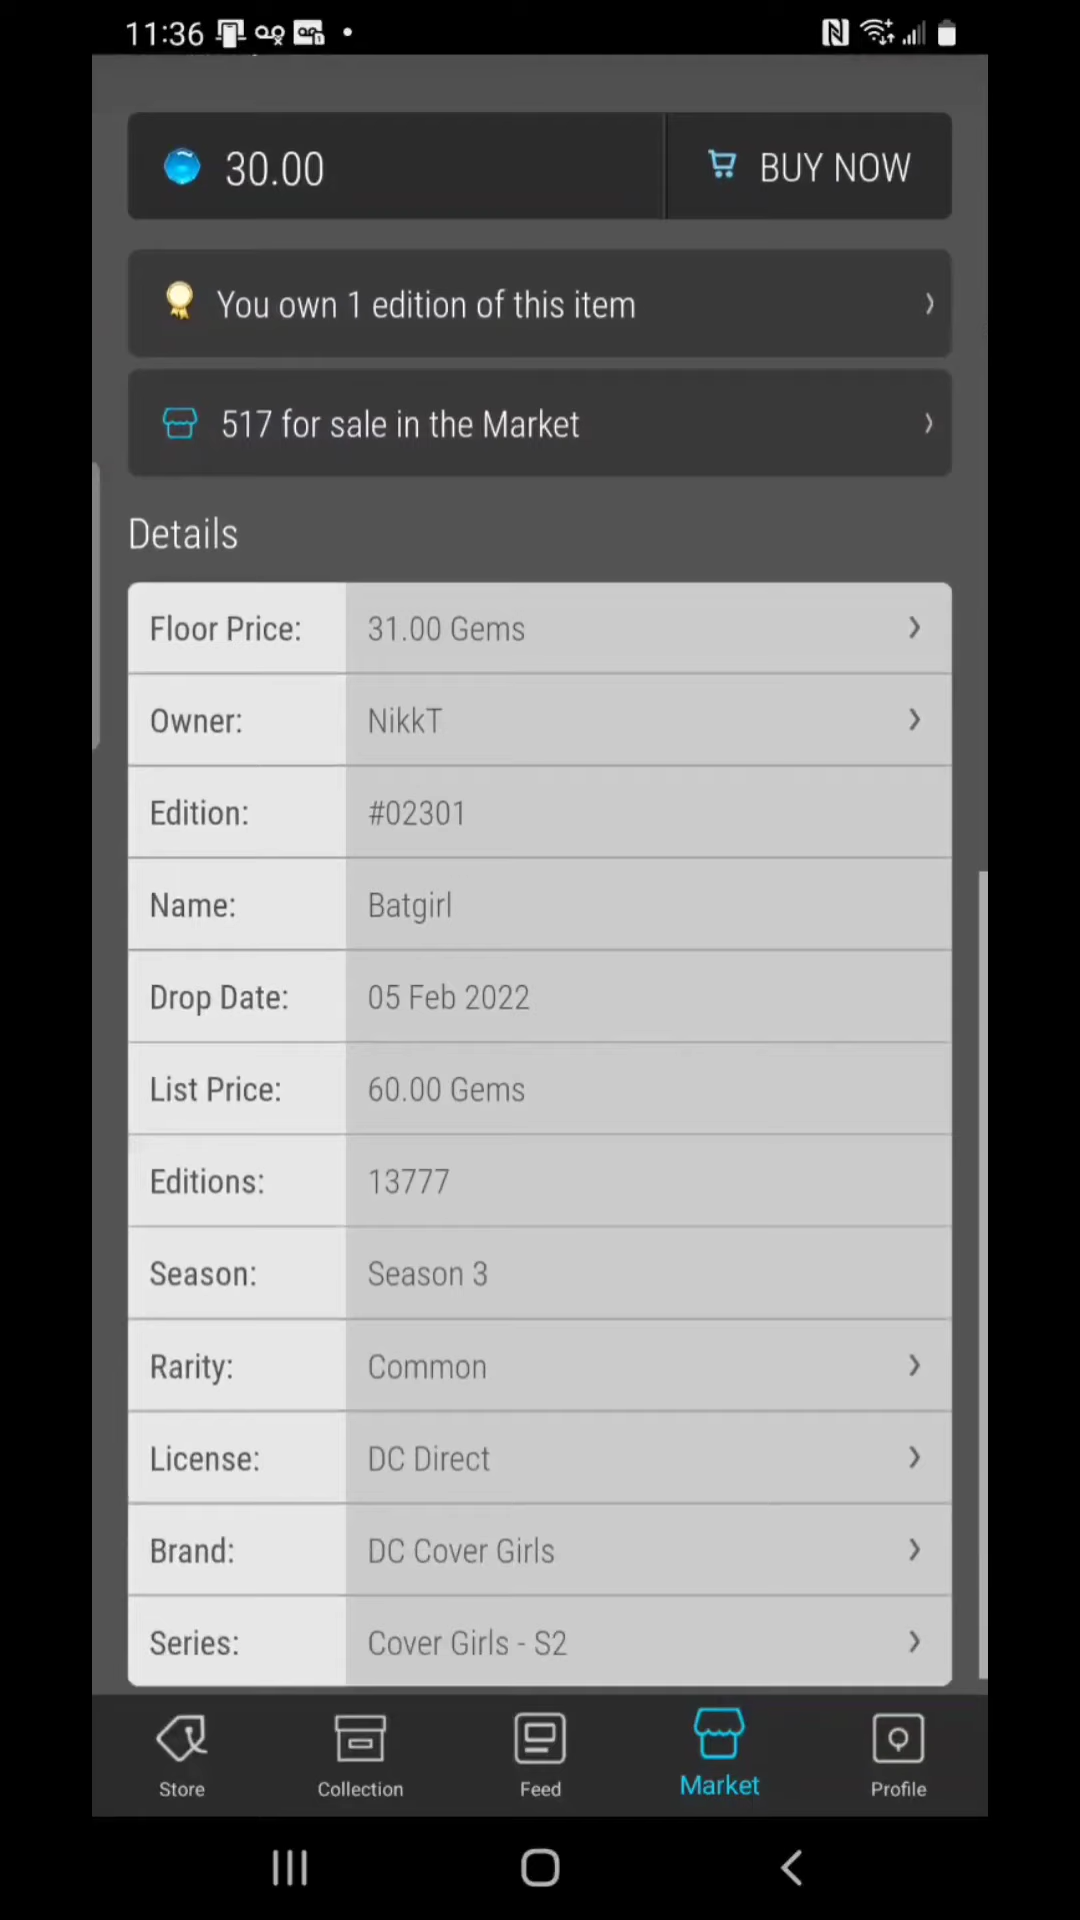 11:36
30.00 BUY NOW
You own 1 edition of this item
517 for sale in the Market
Details
Floor Price: 31.00 Gems
Owner: NikkT
Edition: #02301
Name: Batgirl
Drop Date: 05 Feb 2022
List Price: 60.00 Gems
Editions: 13777
Season: Season 3
Rarity: Common
License: DC Direct
Brand: DC Cover Girls
Series: Cover Girls - S2
Store Collection Feed Market Profile